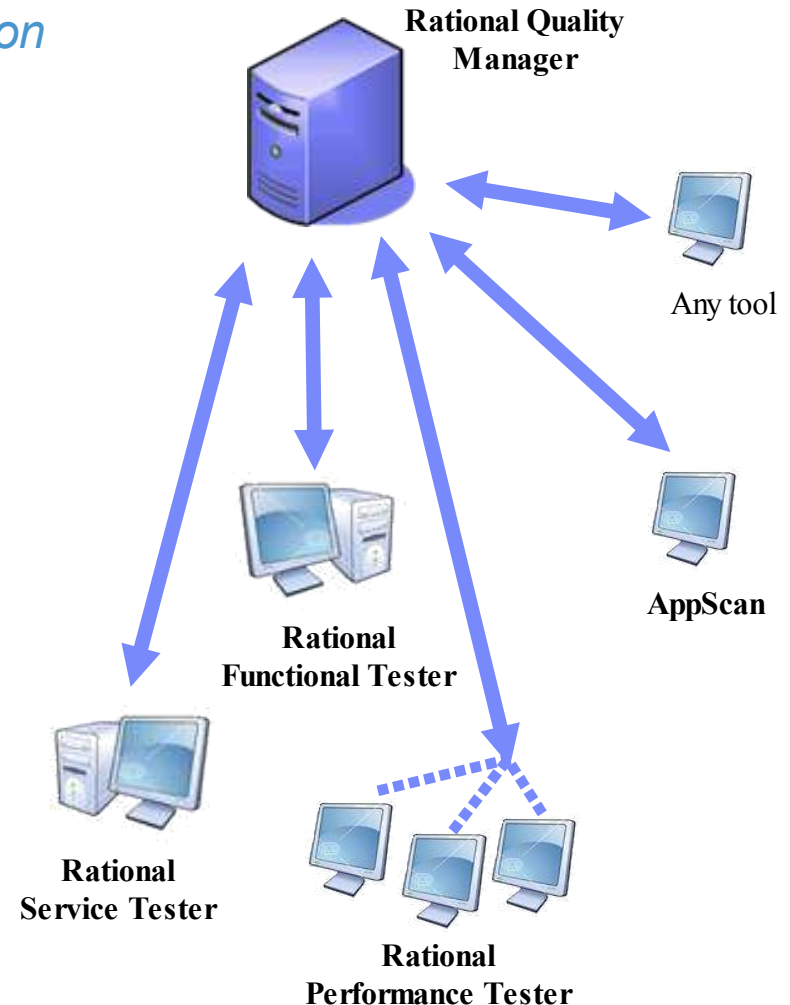 on
Rational Quality
Manager
Any tool
AppScan
Rational
Functional Tester
Rational
Service Tester
Rational
Performance Tester